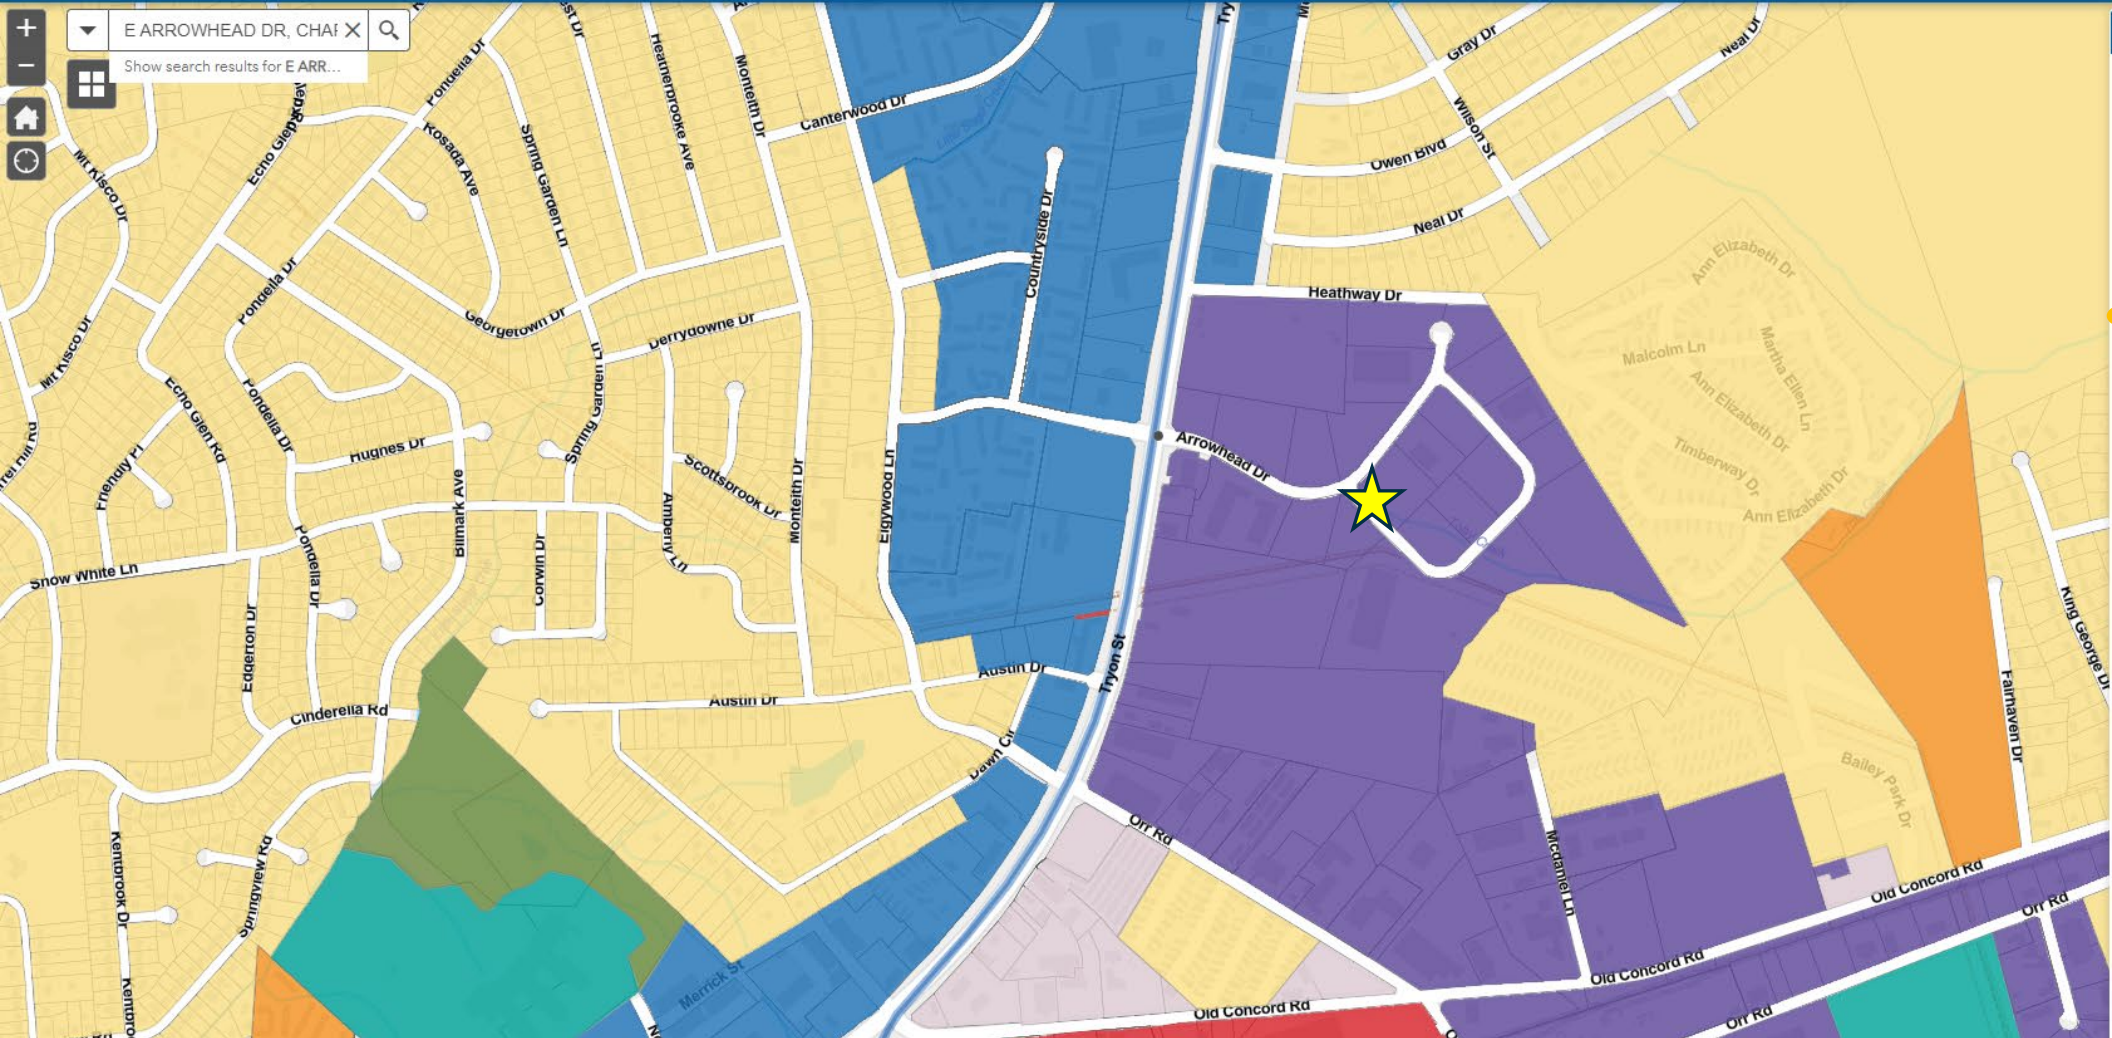 E ARROWHEAD DR, CHAR
Show search results for E ARR...
Gray Dr
Neal Dr
Pondella Dr
Heatherbrooke Ave
Monteith Dr
Canterwood Dr
Wilson St
Owen Blvd
Echo Glen Rd
Rosada Ave
Spring Garden Ln
Mt Kisco Dr
Neal Dr
Countryside Dr
Pondella Dr
Ann Elizabeth Dr
Heathway Dr
Georgetown Dr
Derrydowne Dr
Mt Kisco Dr
Malcolm Ln
Martha Ellen Ln
Echo Glen Rd
Pondella Dr
Spring Garden Ln
Ann Elizabeth Dr
Hugnes Dr
Friendly Pl
Scottsbrook Dr
Monteith Dr
Elgywood Ln
Arrowhead Dr
Timberway Dr
Ann Elizabeth Dr
Bilmark Ave
Amberly Ln
Corwin Dr
Pondella Dr
Snow White Ln
Edgerton Dr
King George Dr
Tryon St
Austin Dr
Austin Dr
Cinderella Rd
Fairhaven Dr
Dawn Cir
Bailey Park Dr
Orr Rd
Mcdaniel Ln
Kentbrook Dr
Springview Rd
Old Concord Rd
Orr Rd
Merrick St
Old Concord Rd
Old Concord Rd
Orr Rd